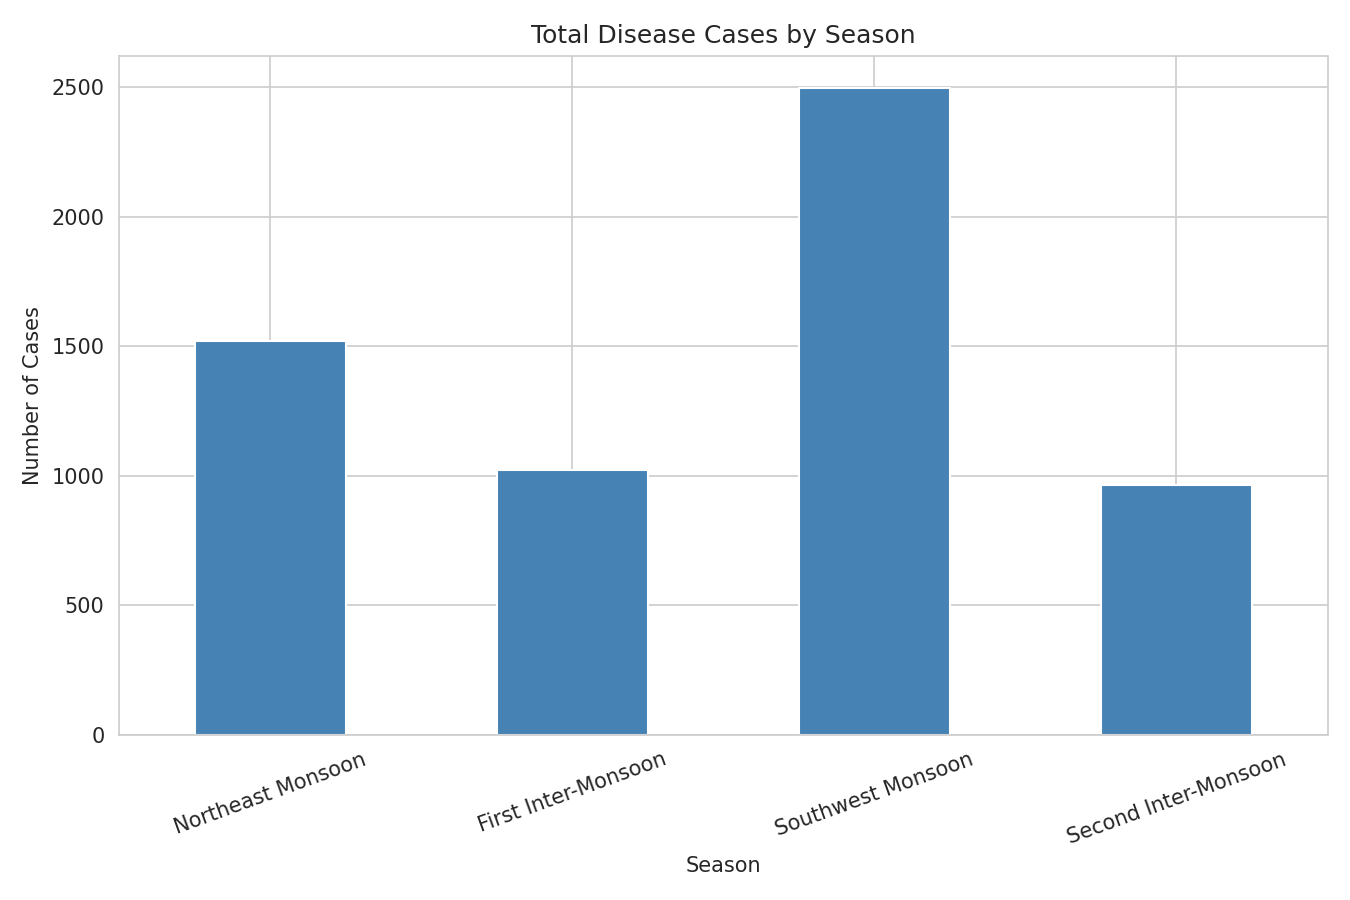 Total Disease Cases by Season
2500
2000
1500
1000
500
0
Number of Cases
Northeast Monsoon
First Inter-Monsoon
Southwest Monsoon
Second Inter-Monsoon
Season